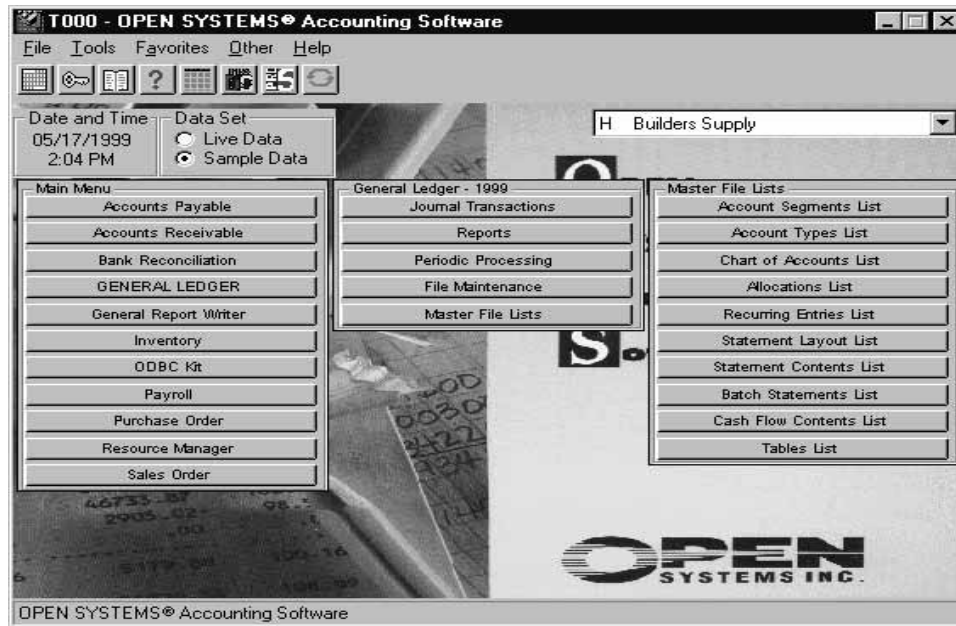 T000 - OPEN SYSTEMS® Accounting Software
File Tools Favorites Other Help
Date and Time
05/17/1999
2:04 PM
Data Set
Live Data
Sample Data
H Builders Supply
Main Menu
Accounts Payable
Accounts Receivable
Bank Reconciliation
GENERAL LEDGER
General Report Writer
Inventory
ODBC Kit
Payroll
Purchase Order
Resource Manager
Sales Order
General Ledger - 1999
Journal Transactions
Reports
Periodic Processing
File Maintenance
Master File Lists
Master File Lists
Account Segments List
Account Types List
Chart of Accounts List
Allocations List
Recurring Entries List
Statement Layout List
Statement Contents List
Batch Statements List
Cash Flow Contents List
Tables List
OPEN
SYSTEMS INC.
OPEN SYSTEMS® Accounting Software